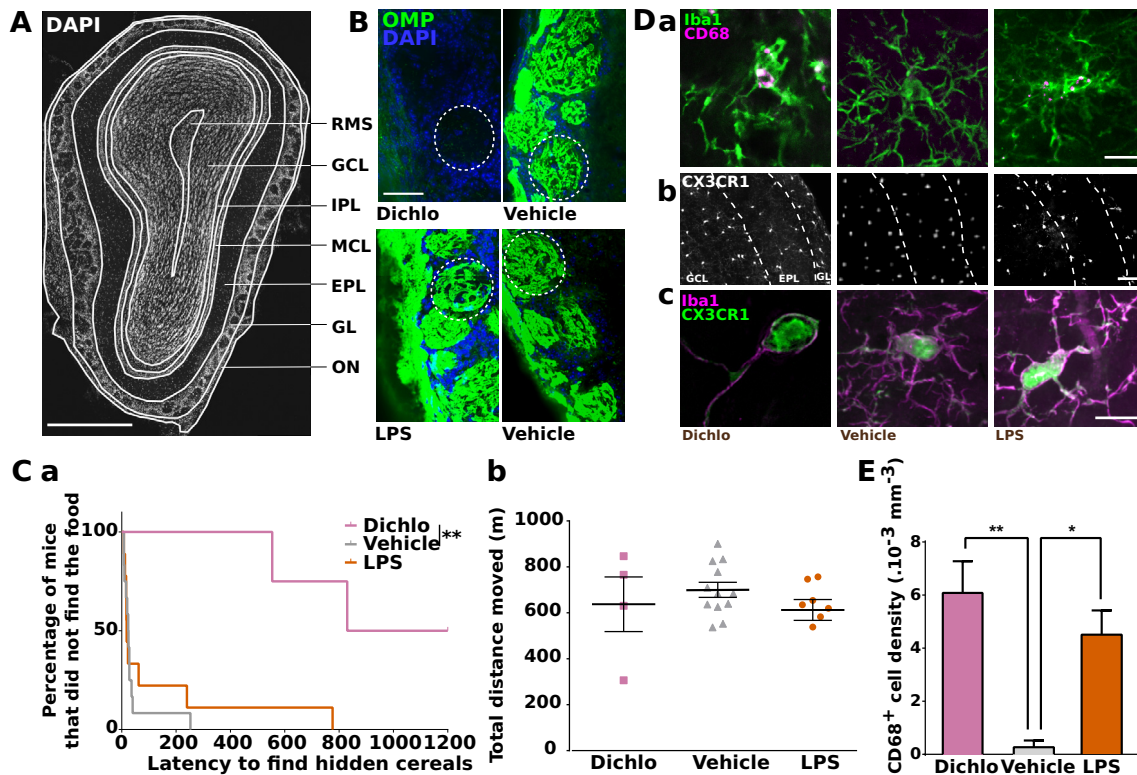 A
DAPI
RMS
GCL
IPL
MCL
EPL
GL
ON
B
OMP
DAPI
Dichlo
Vehicle
LPS
Vehicle
Da
Iba1
CD68
b
CX3CR1
GCL
EPL
GL
c
Iba1
CX3CR1
Dichlo
Vehicle
LPS
C a
Percentage of mice
that did not find the food
100
50
0
0
200
400
600
800
1000
1200
Latency to find hidden cereals
Dichlo
Vehicle
LPS
**
b
Total distance moved (m)
1000
800
600
400
200
0
Dichlo
Vehicle
LPS
E
CD68+ cell density (.10-3 mm-3)
8
6
4
2
0
**
*
Dichlo
Vehicle
LPS